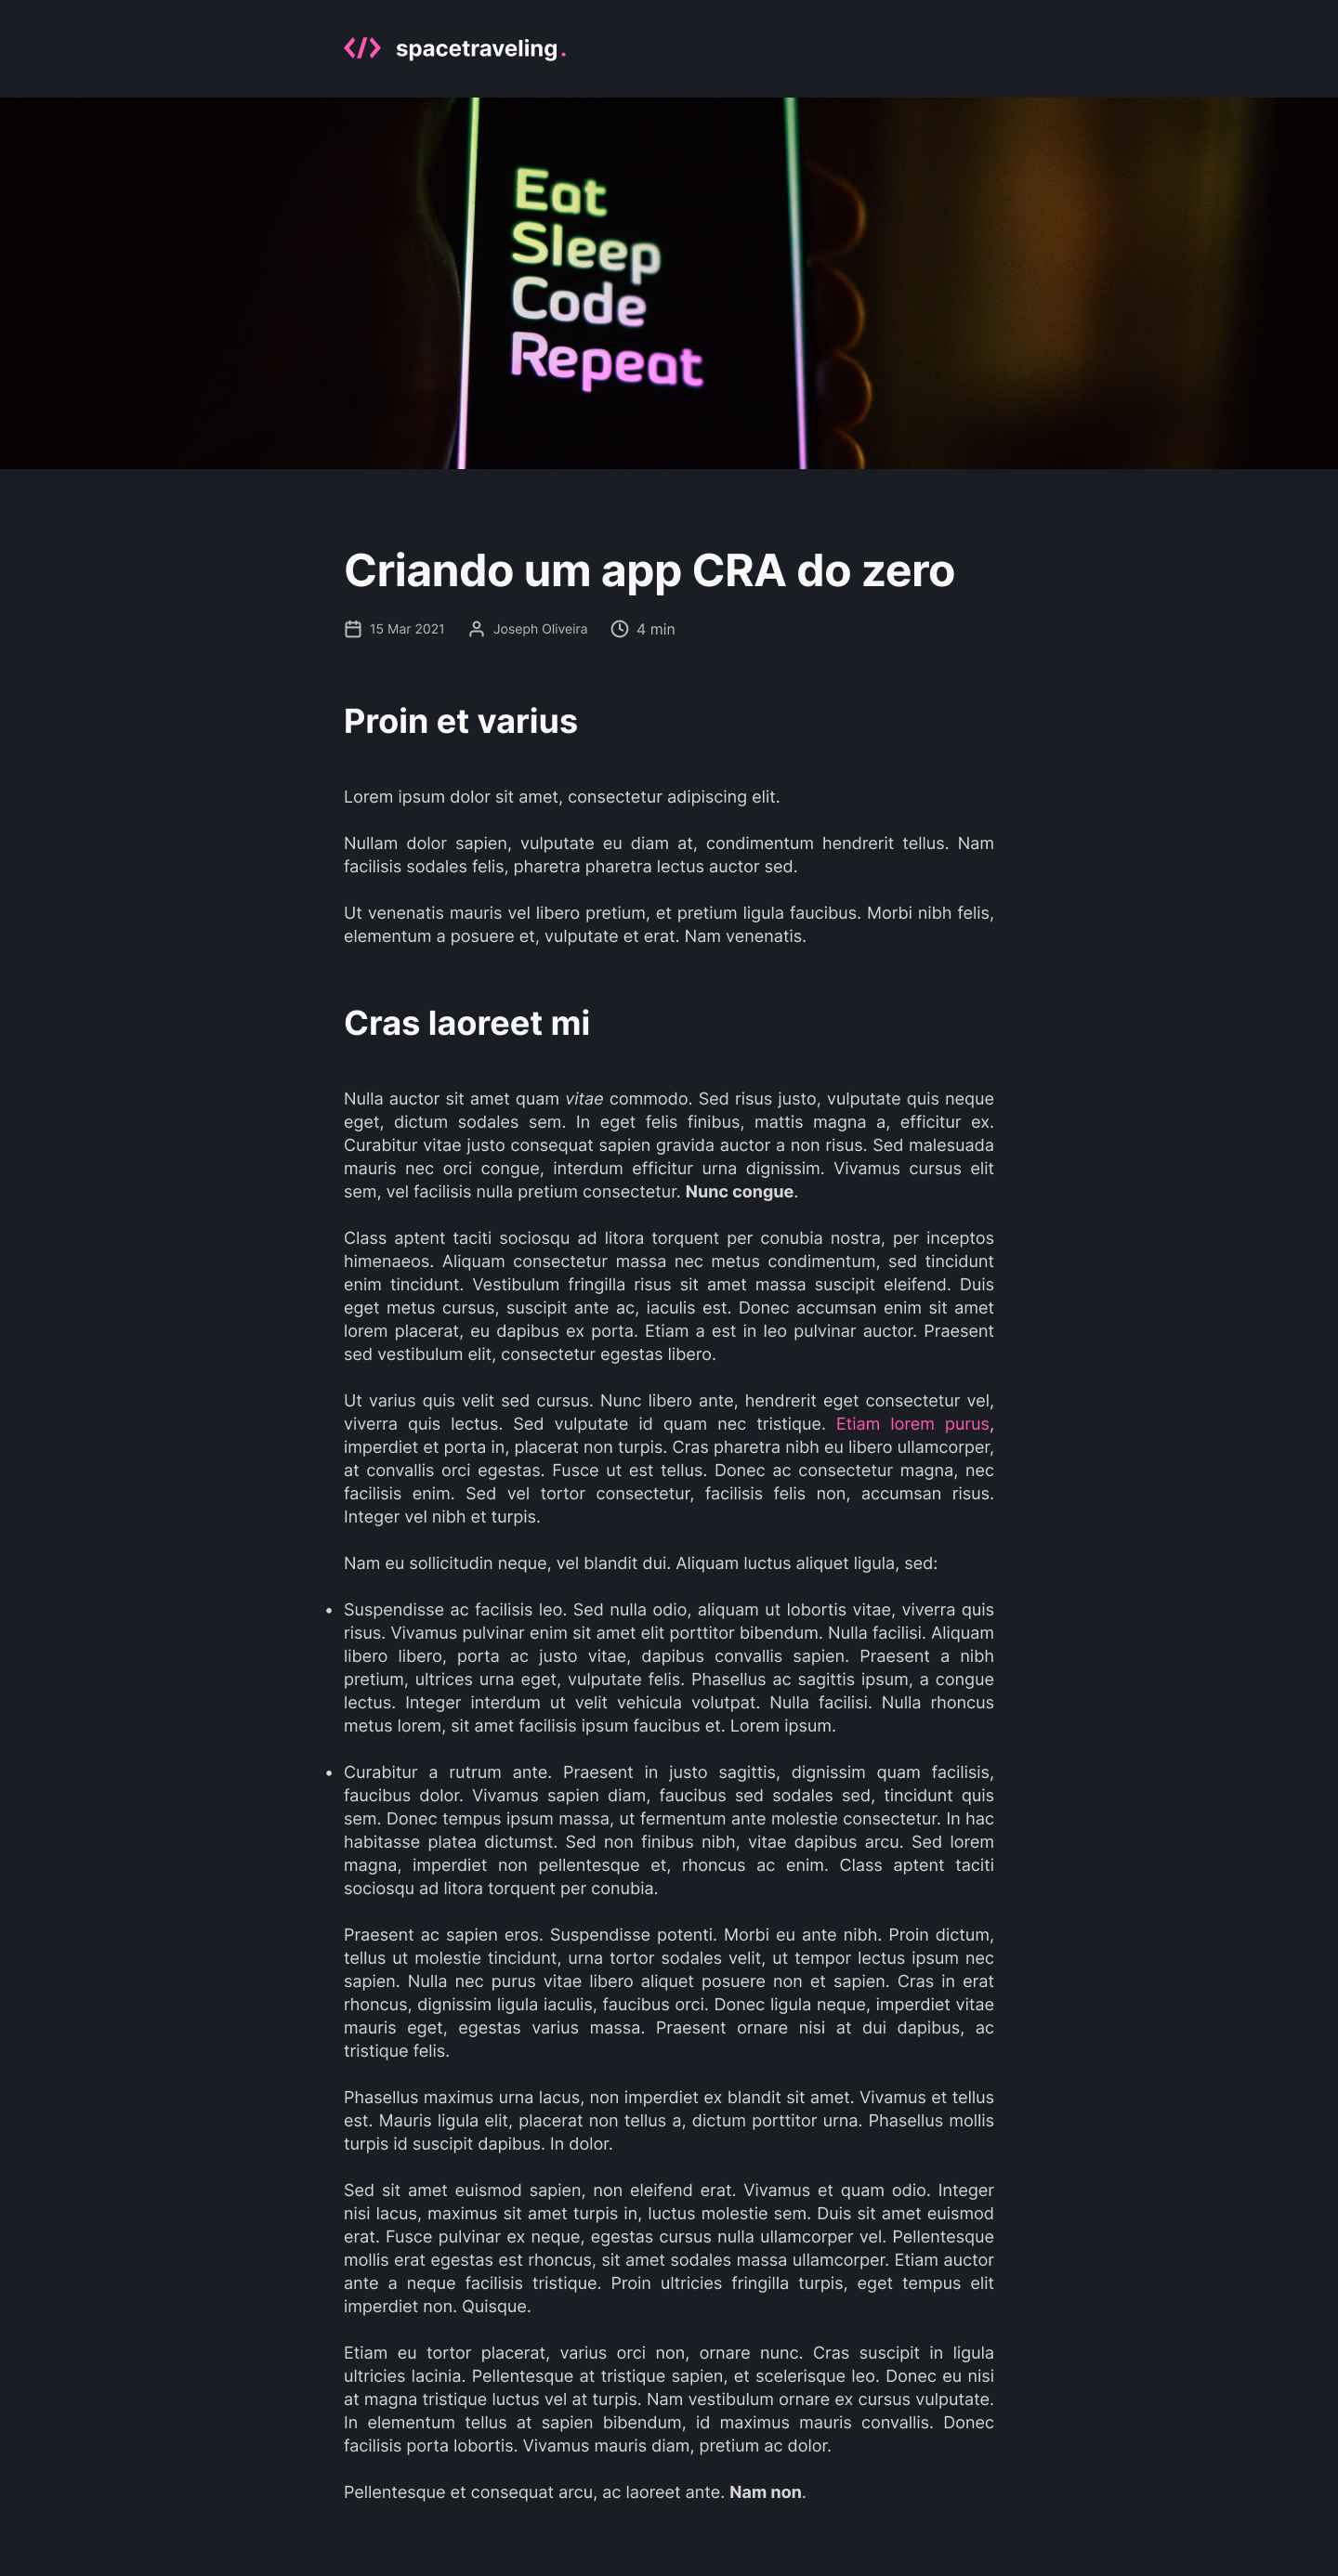 </> spacetraveling.
Eat
Sleep
Code
Repeat
Criando um app CRA do zero
15 Mar 2021 Joseph Oliveira 4 min
Proin et varius
Lorem ipsum dolor sit amet, consectetur adipiscing elit.
Nullam dolor sapien, vulputate eu diam at, condimentum hendrerit tellus. Nam
facilisis sodales felis, pharetra pharetra lectus auctor sed.
Ut venenatis mauris vel libero pretium, et pretium ligula faucibus. Morbi nibh felis,
elementum a posuere et, vulputate et erat. Nam venenatis.
Cras laoreet mi
Nulla auctor sit amet quam vitae commodo. Sed risus justo, vulputate quis neque
eget, dictum sodales sem. In eget felis finibus, mattis magna a, efficitur ex.
Curabitur vitae justo consequat sapien gravida auctor a non risus. Sed malesuada
mauris nec orci congue, interdum efficitur urna dignissim. Vivamus cursus elit
sem, vel facilisis nulla pretium consectetur. Nunc congue.
Class aptent taciti sociosqu ad litora torquent per conubia nostra, per inceptos
himenaeos. Aliquam consectetur massa nec metus condimentum, sed tincidunt
enim tincidunt. Vestibulum fringilla risus sit amet massa suscipit eleifend. Duis
eget metus cursus, suscipit ante ac, iaculis est. Donec accumsan enim sit amet
lorem placerat, eu dapibus ex porta. Etiam a est in leo pulvinar auctor. Praesent
sed vestibulum elit, consectetur egestas libero.
Ut varius quis velit sed cursus. Nunc libero ante, hendrerit eget consectetur vel,
viverra quis lectus. Sed vulputate id quam nec tristique. Etiam lorem purus,
imperdiet et porta in, placerat non turpis. Cras pharetra nibh eu libero ullamcorper,
at convallis orci egestas. Fusce ut est tellus. Donec ac consectetur magna, nec
facilisis enim. Sed vel tortor consectetur, facilisis felis non, accumsan risus.
Integer vel nibh et turpis.
Nam eu sollicitudin neque, vel blandit dui. Aliquam luctus aliquet ligula, sed:
• Suspendisse ac facilisis leo. Sed nulla odio, aliquam ut lobortis vitae, viverra quis
risus. Vivamus pulvinar enim sit amet elit porttitor bibendum. Nulla facilisi. Aliquam
libero libero, porta ac justo vitae, dapibus convallis sapien. Praesent a nibh
pretium, ultrices urna eget, vulputate felis. Phasellus ac sagittis ipsum, a congue
lectus. Integer interdum ut velit vehicula volutpat. Nulla facilisi. Nulla rhoncus
metus lorem, sit amet facilisis ipsum faucibus et. Lorem ipsum.
• Curabitur a rutrum ante. Praesent in justo sagittis, dignissim quam facilisis,
faucibus dolor. Vivamus sapien diam, faucibus sed sodales sed, tincidunt quis
sem. Donec tempus ipsum massa, ut fermentum ante molestie consectetur. In hac
habitasse platea dictumst. Sed non finibus nibh, vitae dapibus arcu. Sed lorem
magna, imperdiet non pellentesque et, rhoncus ac enim. Class aptent taciti
sociosqu ad litora torquent per conubia.
Praesent ac sapien eros. Suspendisse potenti. Morbi eu ante nibh. Proin dictum,
tellus ut molestie tincidunt, urna tortor sodales velit, ut tempor lectus ipsum nec
sapien. Nulla nec purus vitae libero aliquet posuere non et sapien. Cras in erat
rhoncus, dignissim ligula iaculis, faucibus orci. Donec ligula neque, imperdiet vitae
mauris eget, egestas varius massa. Praesent ornare nisi at dui dapibus, ac
tristique felis.
Phasellus maximus urna lacus, non imperdiet ex blandit sit amet. Vivamus et tellus
est. Mauris ligula elit, placerat non tellus a, dictum porttitor urna. Phasellus mollis
turpis id suscipit dapibus. In dolor.
Sed sit amet euismod sapien, non eleifend erat. Vivamus et quam odio. Integer
nisi lacus, maximus sit amet turpis in, luctus molestie sem. Duis sit amet euismod
erat. Fusce pulvinar ex neque, egestas cursus nulla ullamcorper vel. Pellentesque
mollis erat egestas est rhoncus, sit amet sodales massa ullamcorper. Etiam auctor
ante a neque facilisis tristique. Proin ultricies fringilla turpis, eget tempus elit
imperdiet non. Quisque.
Etiam eu tortor placerat, varius orci non, ornare nunc. Cras suscipit in ligula
ultricies lacinia. Pellentesque at tristique sapien, et scelerisque leo. Donec eu nisi
at magna tristique luctus vel at turpis. Nam vestibulum ornare ex cursus vulputate.
In elementum tellus at sapien bibendum, id maximus mauris convallis. Donec
facilisis porta lobortis. Vivamus mauris diam, pretium ac dolor.
Pellentesque et consequat arcu, ac laoreet ante. Nam non.